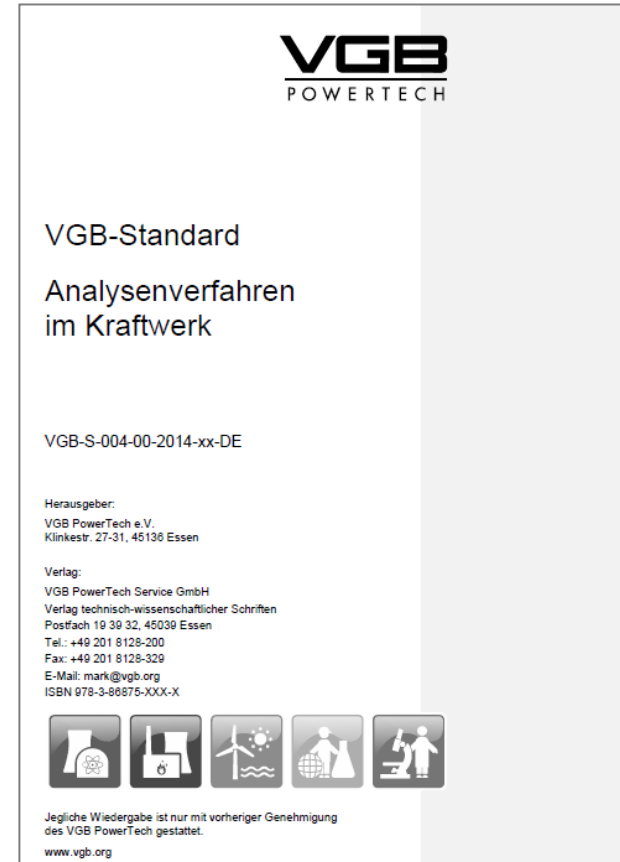 VGB
POWERTECH
VGB-Standard
Analysenverfahren
im Kraftwerk
VGB-S-004-00-2014-xx-DE
Herausgeber:
VGB PowerTech e.V.
Klinkestr. 27-31, 45136 Essen
Verlag:
VGB PowerTech Service GmbH
Verlag technisch-wissenschaftlicher Schriften
Postfach 19 39 32, 45039 Essen
Tel.: +49 201 8128-200
Fax: +49 201 8128-329
E-Mail: mark@vgb.org
ISBN 978-3-86875-XXX-X
Jegliche Wiedergabe ist nur mit vorheriger Genehmigung
des VGB PowerTech gestattet.
www.vgb.org